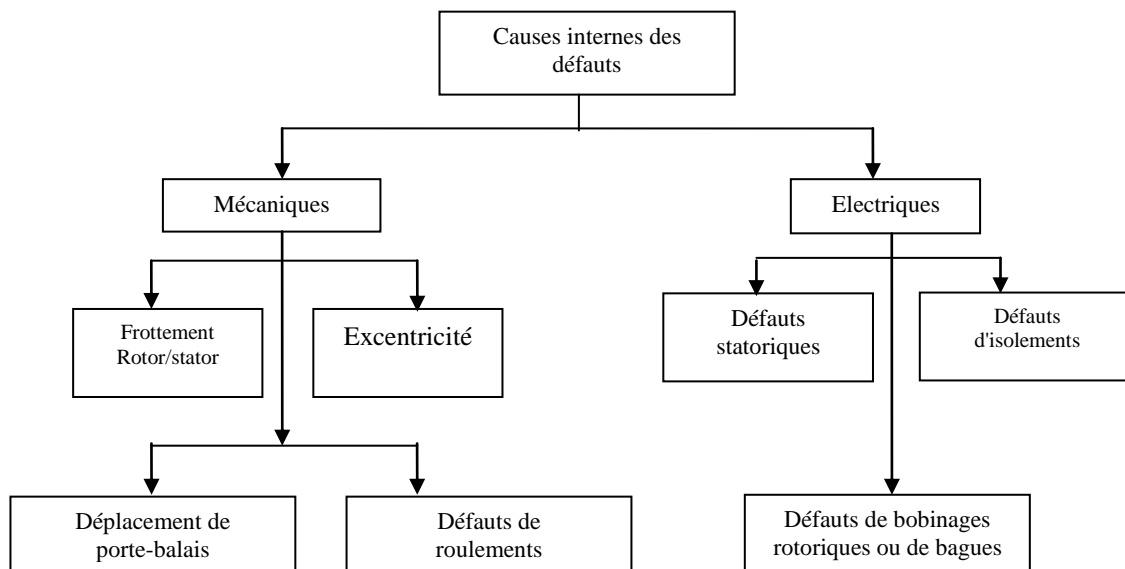 Causes internes des
défauts
Mécaniques
Electriques
Frottement
Rotor/stator
Excentricité
Défauts
statoriques
Défauts
d'isolements
Déplacement de
porte-balais
Défauts de
roulements
Défauts de bobinages
rotoriques ou de bagues